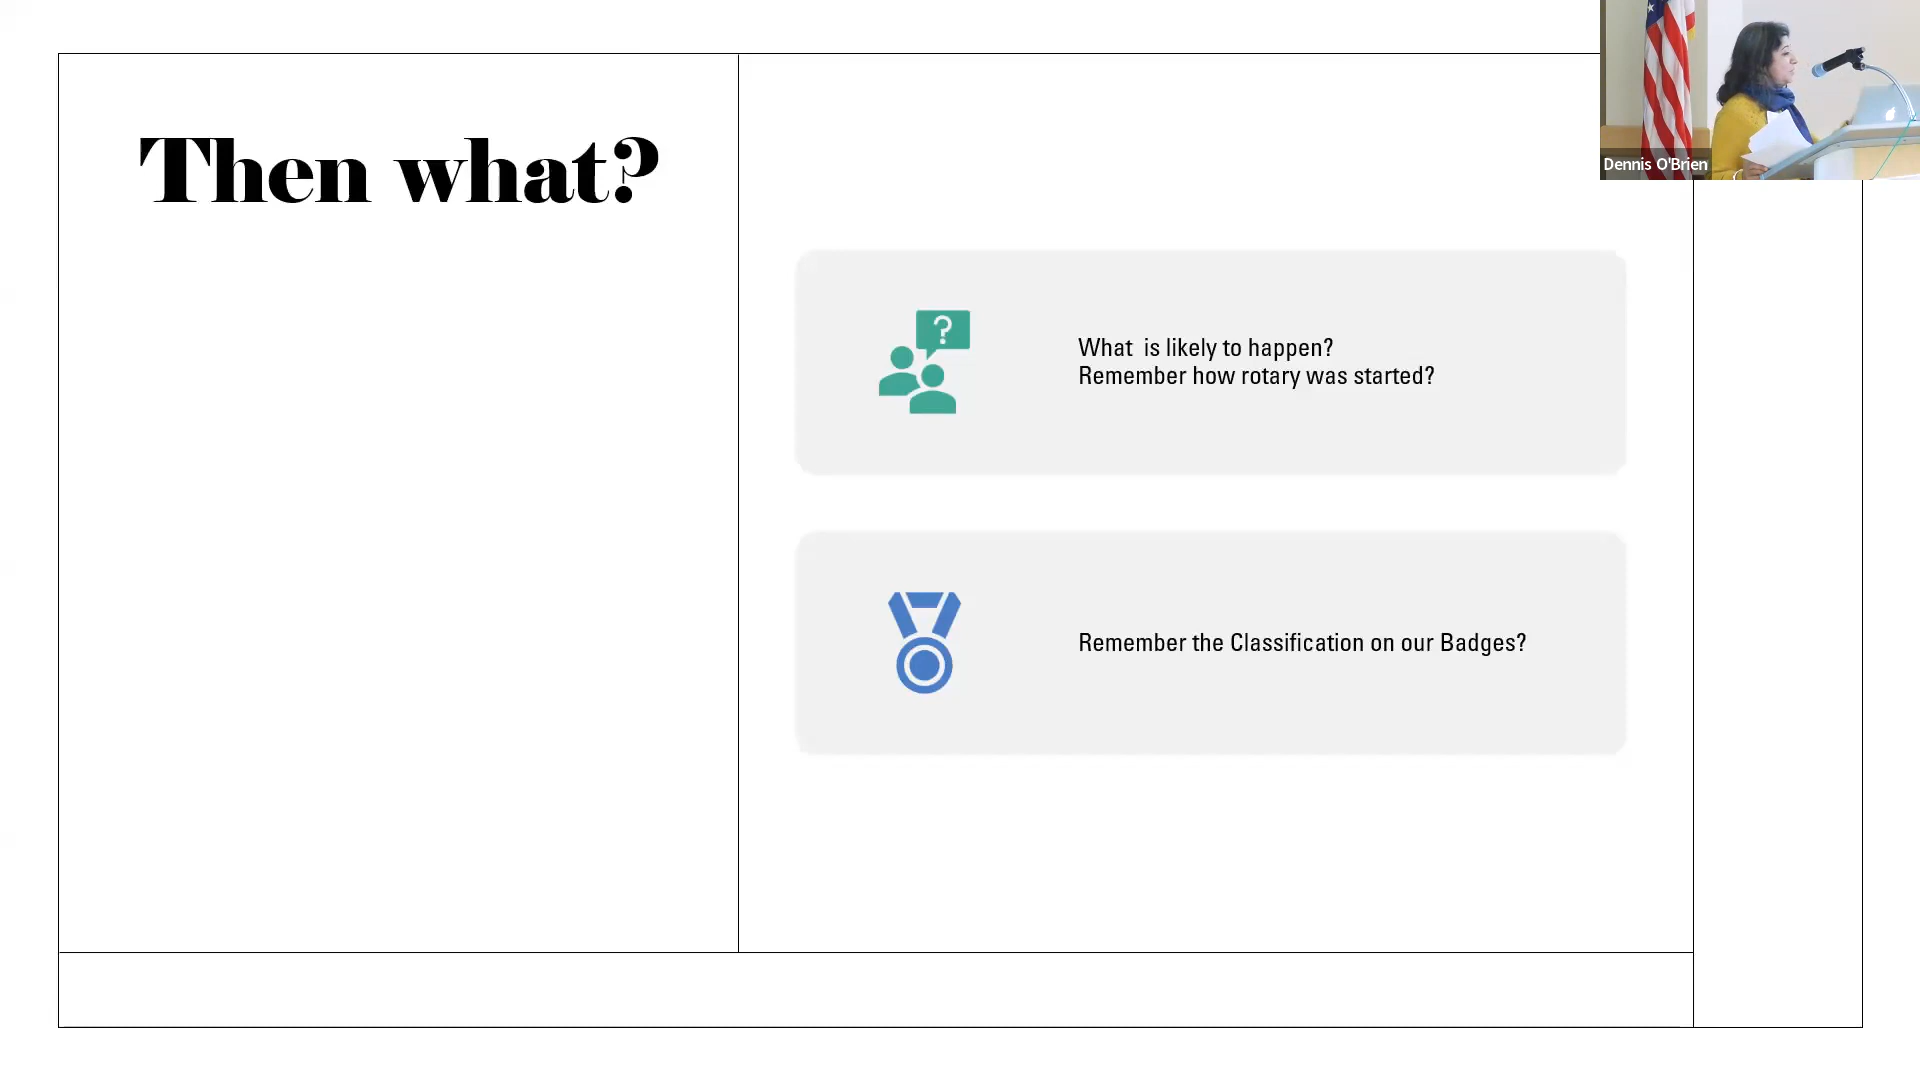 Then what?
Dennis O'Brien
?
What is likely to happen?
Remember how rotary was started?
Remember the Classification on our Badges?